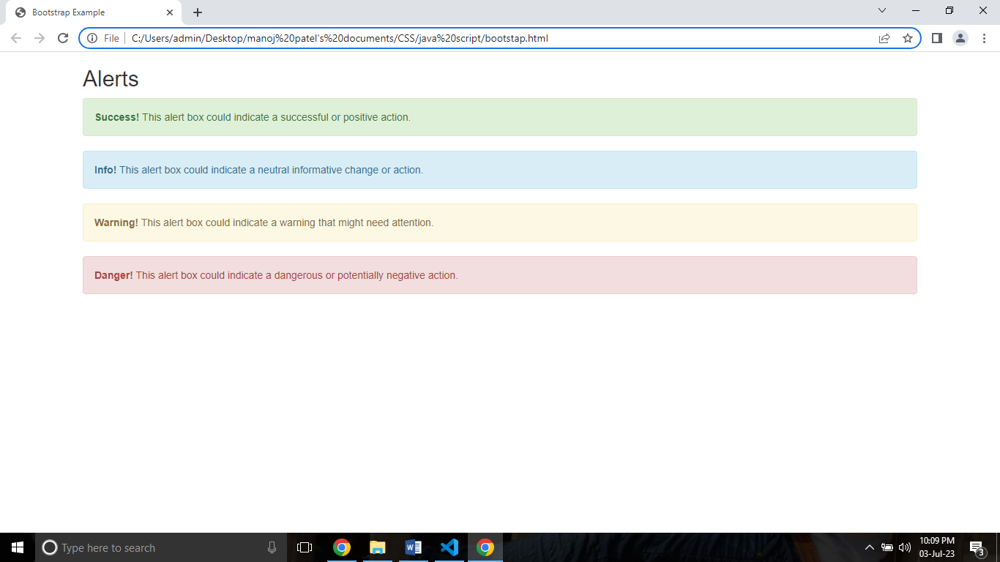 Bootstrap Example
File
C:/Users/admin/Desktop/manoj%20patel's%20documents/CSS/java%20script/bootstap.html
Alerts
Success! This alert box could indicate a successful or positive action.
Info! This alert box could indicate a neutral informative change or action.
Warning! This alert box could indicate a warning that might need attention.
Danger! This alert box could indicate a dangerous or potentially negative action.
Type here to search
10:09 PM
03-Jul-23
3